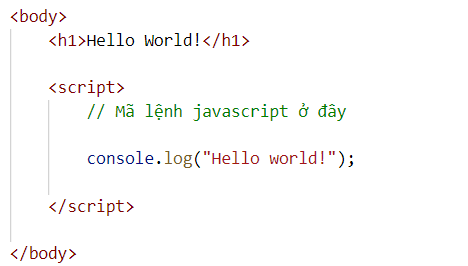 <body>
<h1>Hello World!</h1>
<script>
// Mã lệnh javascript ở đây
console.log("Hello world!");
</script>
</body>